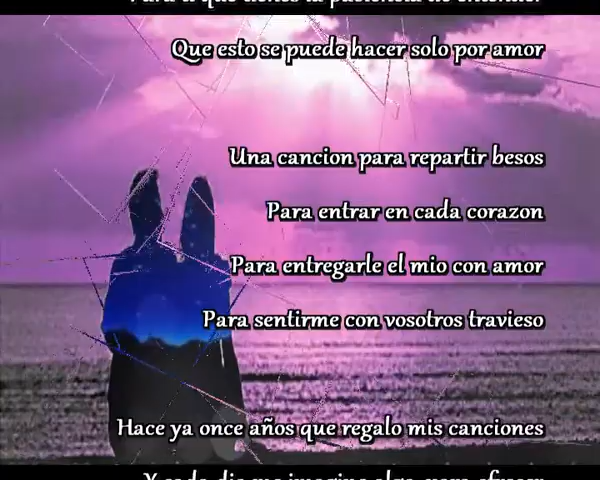 Que esto se puede hacer solo por amor
Una cancion para repartir besos
Para entrar en cada corazon
Para entregarle el mio con amor
Para sentirme con vosotros travieso
Hace ya once años que regalo mis canciones